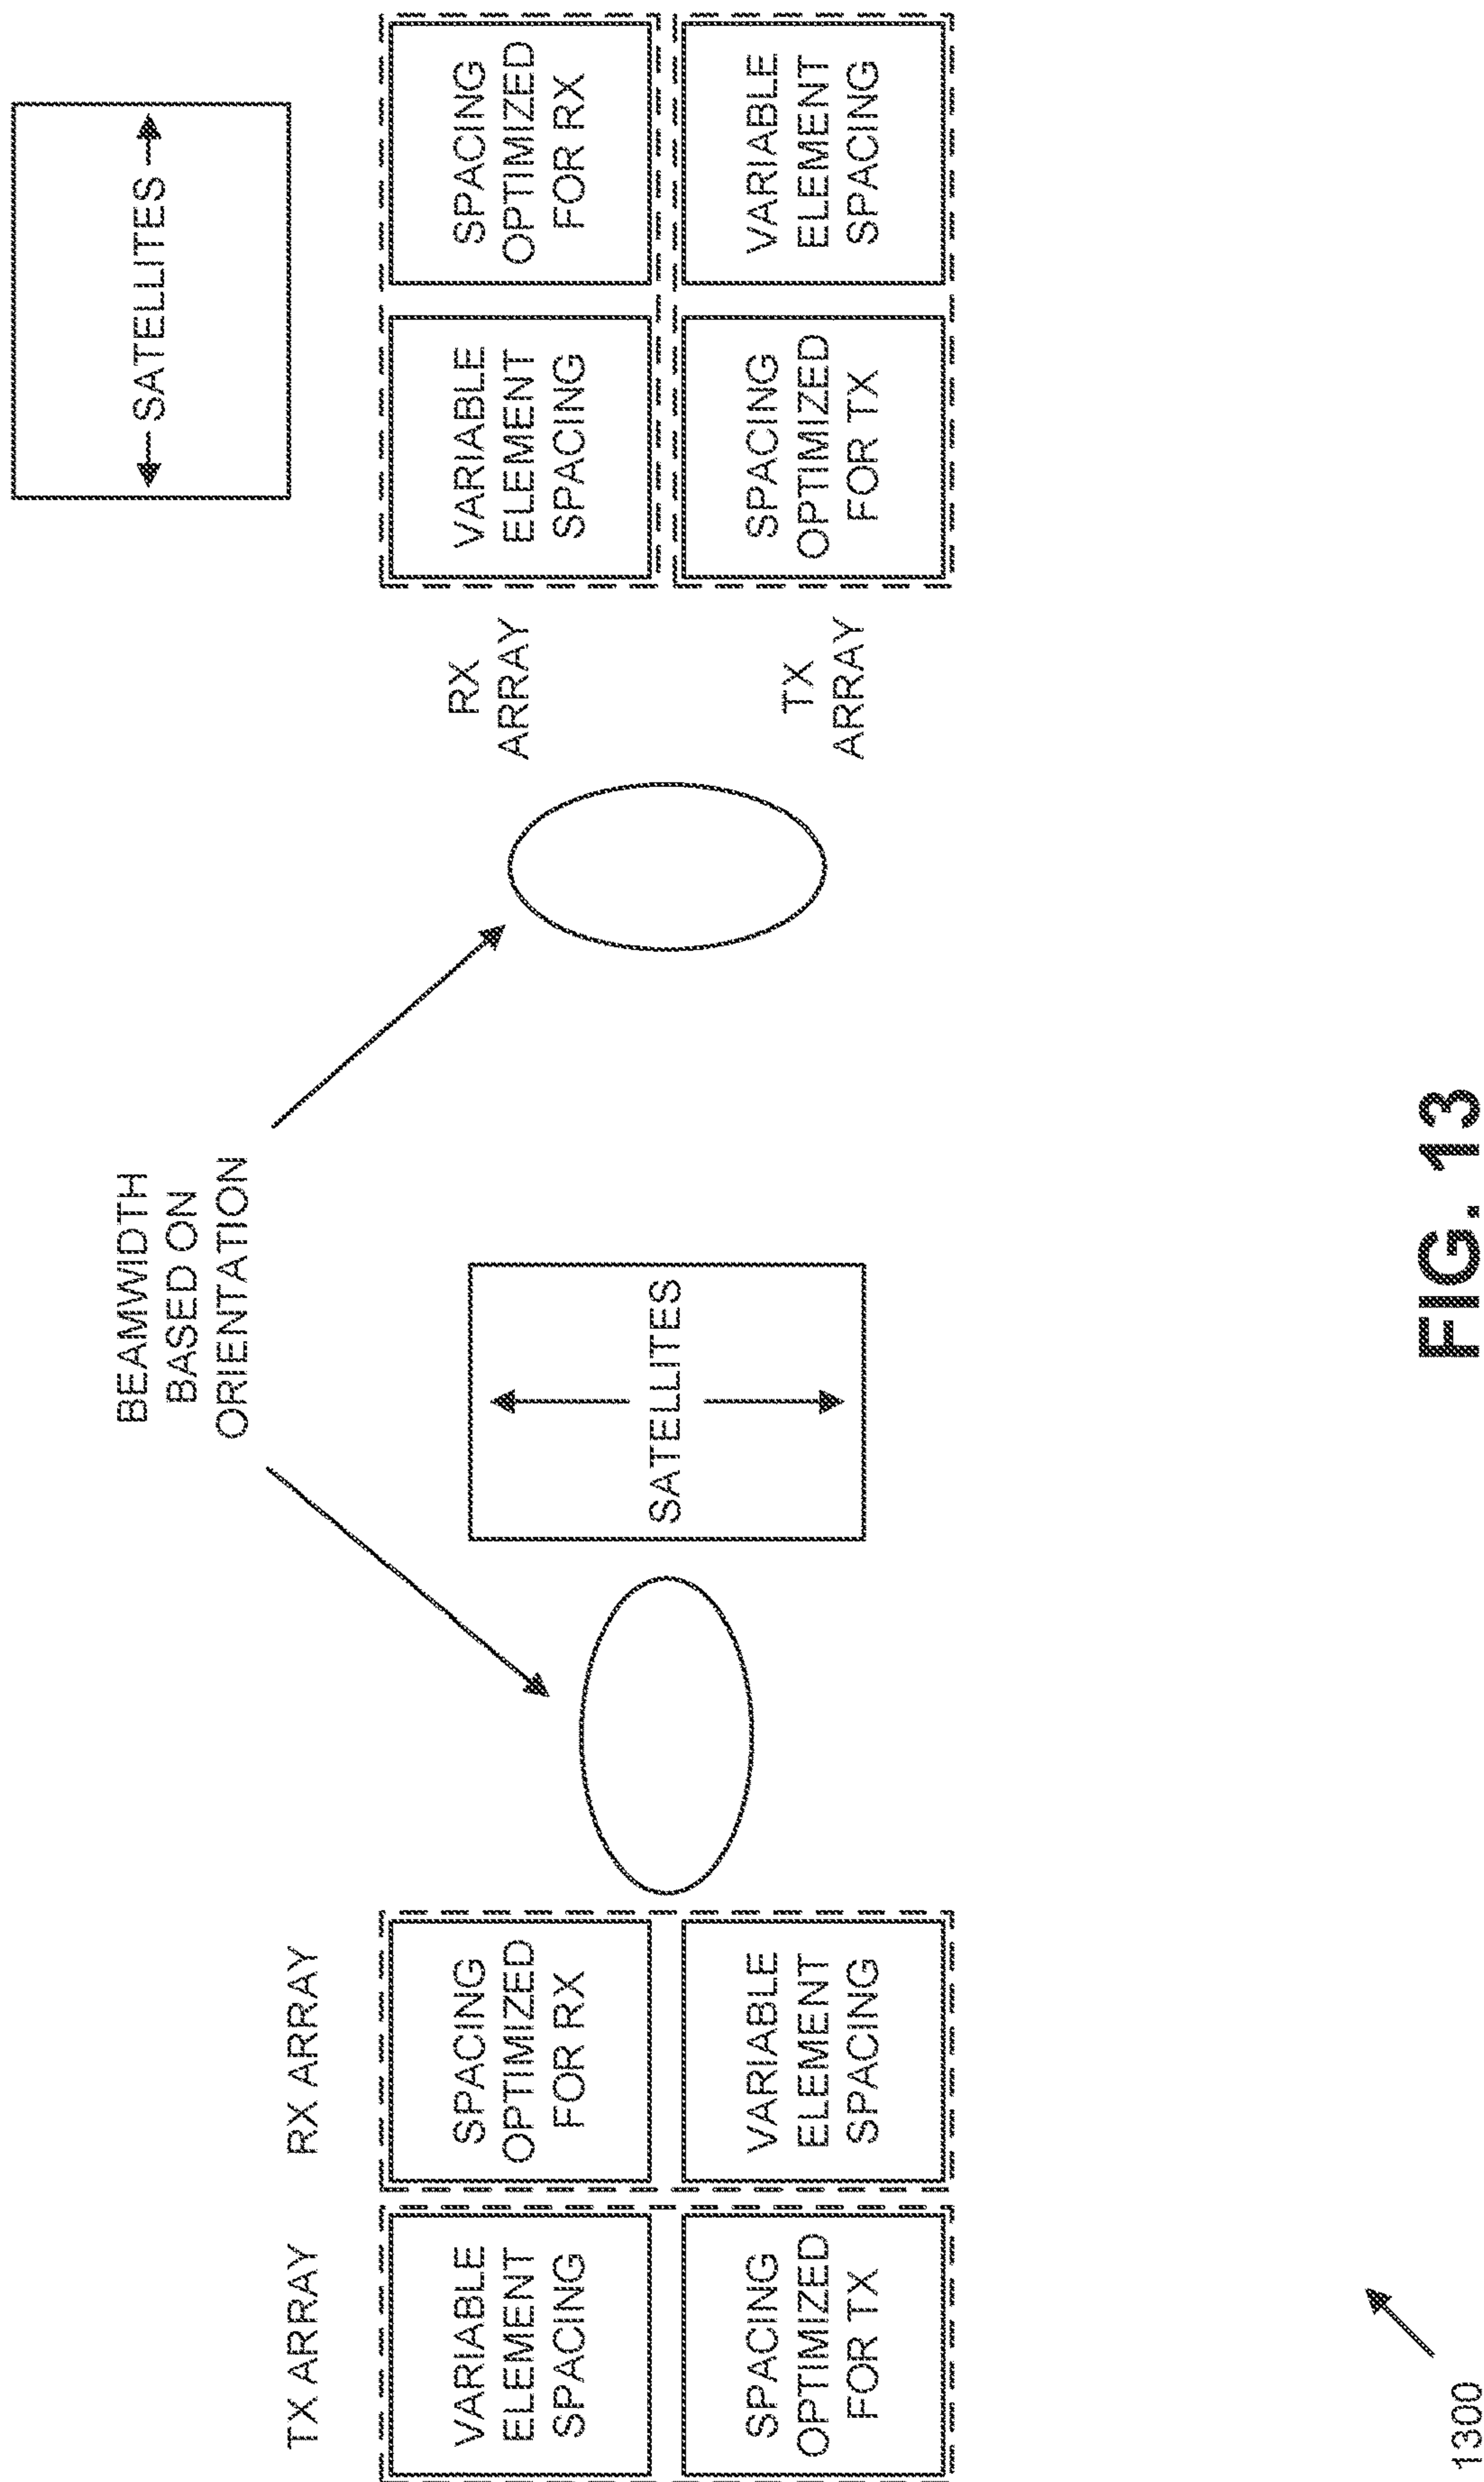 TX ARRAY
RX ARRAY
VARIABLE
ELEMENT
SPACING
SPACING
OPTIMIZED
FOR RX
SPACING
OPTIMIZED
FOR TX
VARIABLE
ELEMENT
SPACING
BEAMWIDTH
BASED ON
ORIENTATION
SATELLITES
SATELLITES
RX
ARRAY
VARIABLE
ELEMENT
SPACING
SPACING
OPTIMIZED
FOR RX
TX
ARRAY
SPACING
OPTIMIZED
FOR TX
VARIABLE
ELEMENT
SPACING
1300
FIG. 13